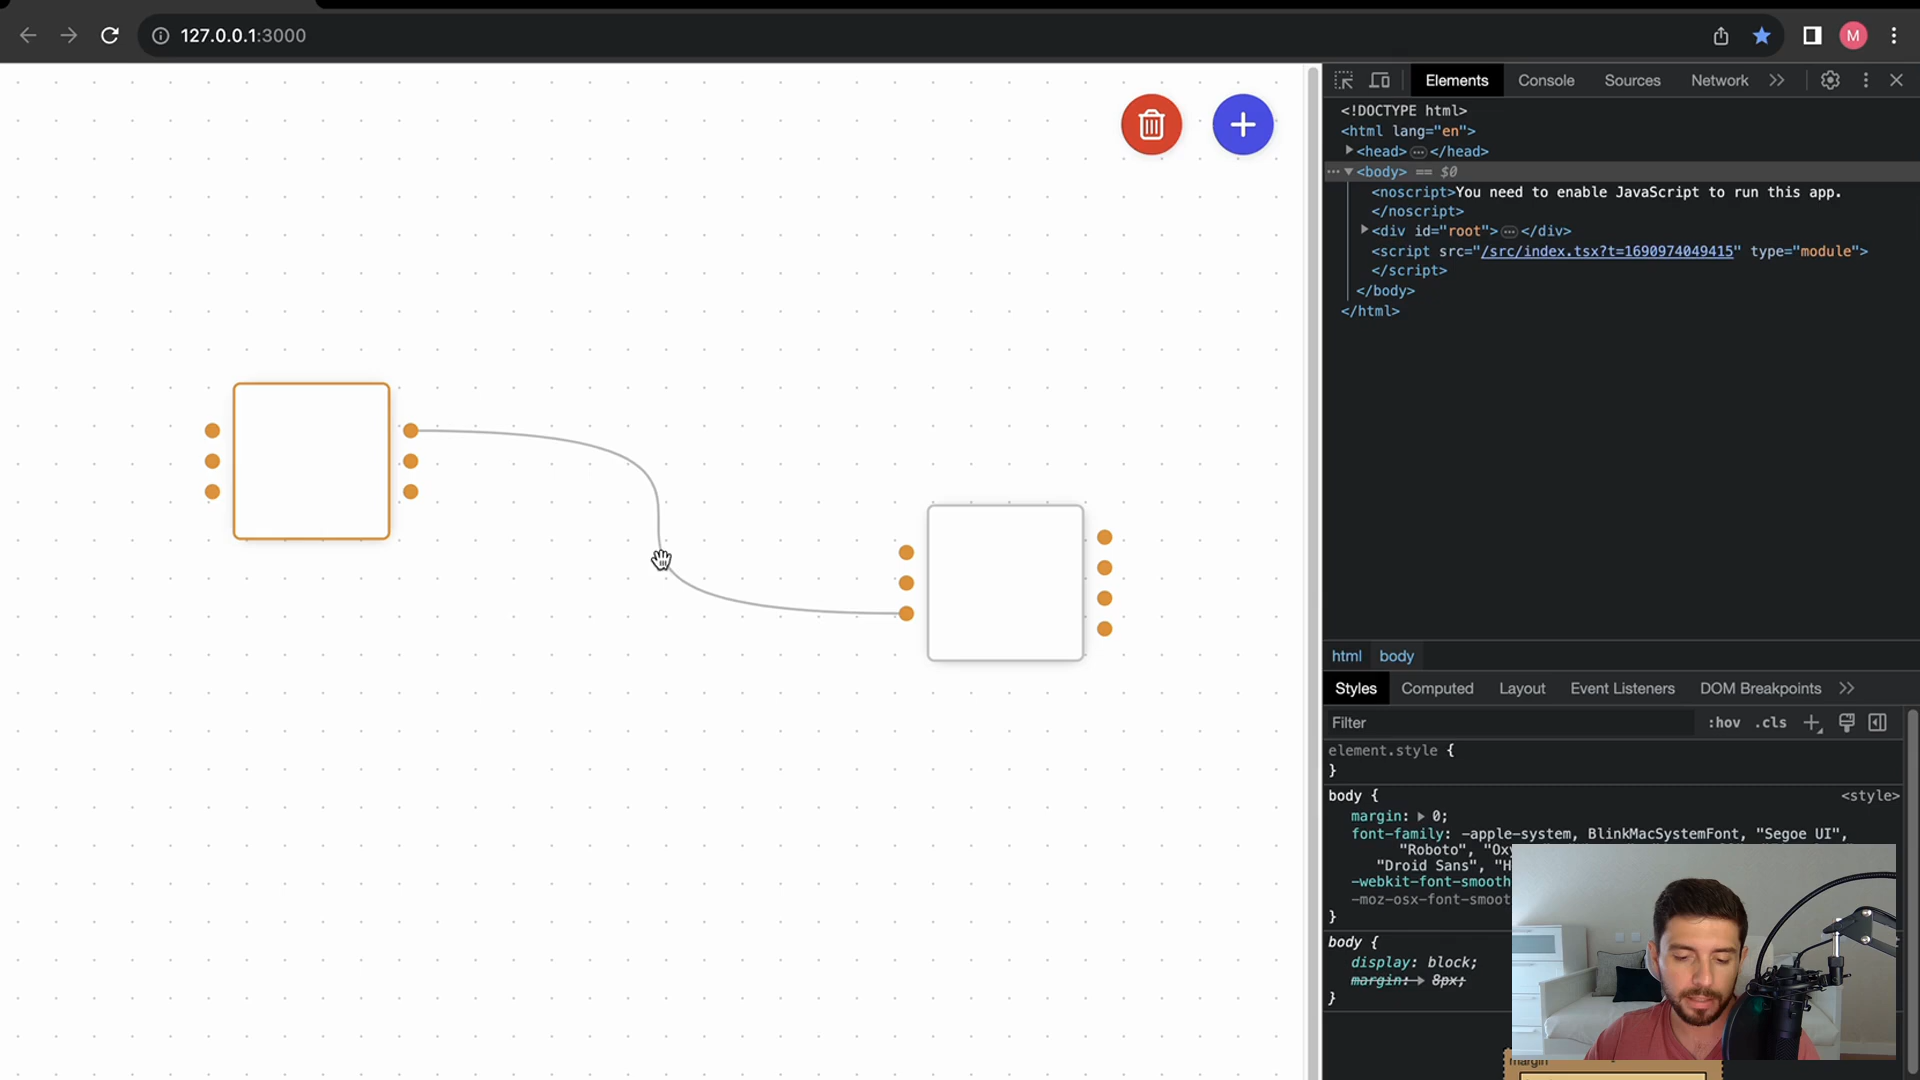 127.0.0.1:3000
M
Elements Console Sources Network
<!DOCTYPE html>
<html lang="en">
<head> … </head>
… <body> == $0
<noscript>You need to enable JavaScript to run this app.
</noscript>
<div id="root"> … </div>
<script src="/src/index.tsx?t=1690974049415" type="module">
</script>
</body>
</html>
html body
Styles Computed Layout Event Listeners DOM Breakpoints
Filter :hov .cls
element.style {
}
body { <style>
margin: 0;
font-family: -apple-system, BlinkMacSystemFont, "Segoe UI",
"Roboto",
"Droid Sans",
-webkit-font-smooth
-moz-osx-font-smoot
}
body {
display: block;
margin: 8px;
}
margin